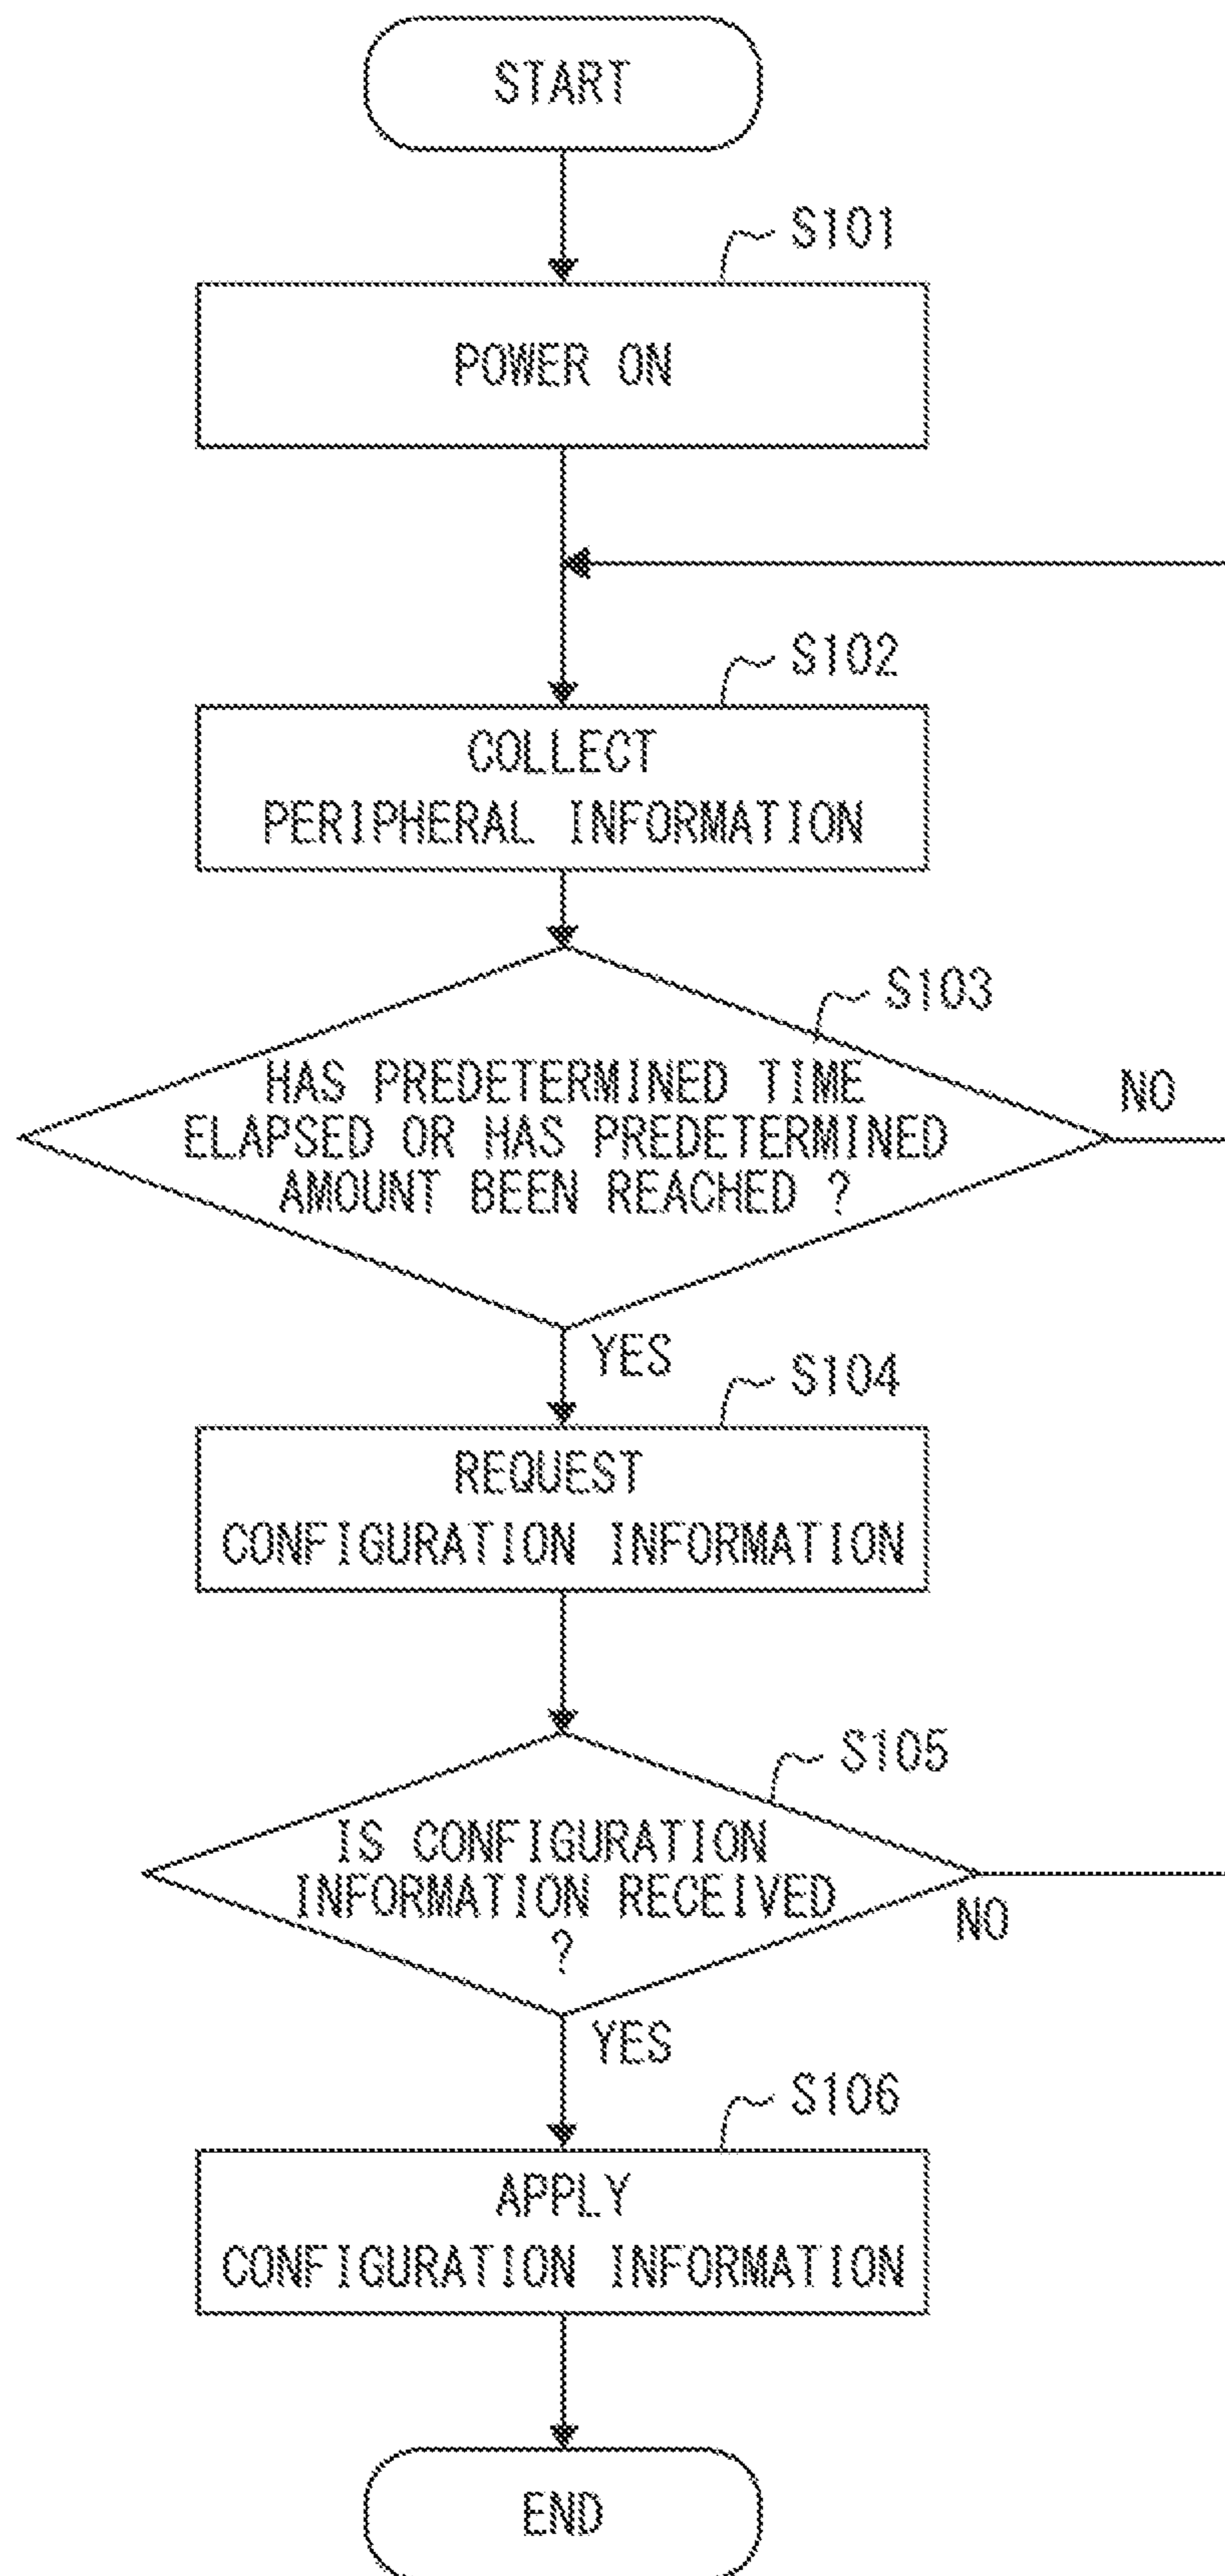 START
S101
POWER ON
S102
COLLECT
PERIPHERAL INFORMATION
S103
HAS PREDETERMINED TIME
ELAPSED OR HAS PREDETERMINED
AMOUNT BEEN REACHED ?
NO
YES
S104
REQUEST
CONFIGURATION INFORMATION
S105
IS CONFIGURATION
INFORMATION RECEIVED
?
NO
YES
S106
APPLY
CONFIGURATION INFORMATION
END